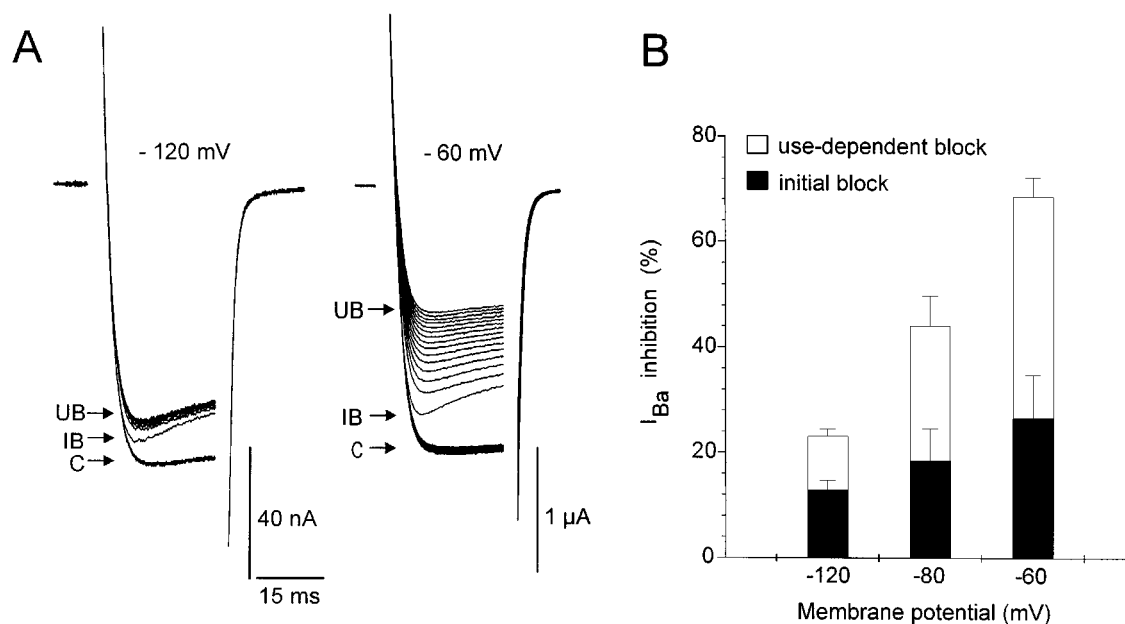 A
- 120 mV
UB
IB
C
40 nA
15 ms
- 60 mV
UB
IB
C
1 µA
B
use-dependent block
initial block
I Ba inhibition (%)
80
60
40
20
0
-120
-80
-60
Membrane potential (mV)